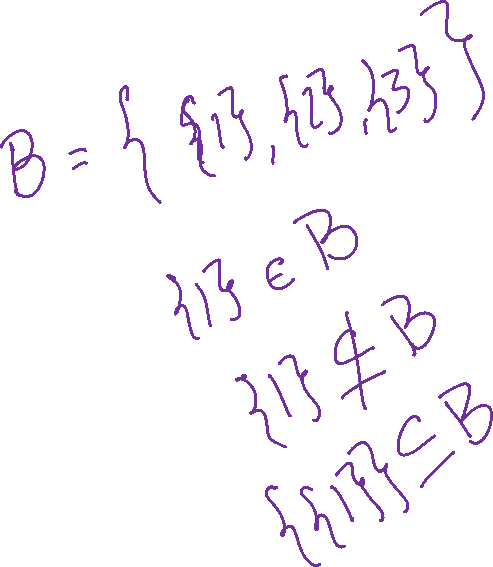 B = { {1}, {2}, {3} }
{1} ∈ B
{1} ⊈ B
{{1}} ⊆ B